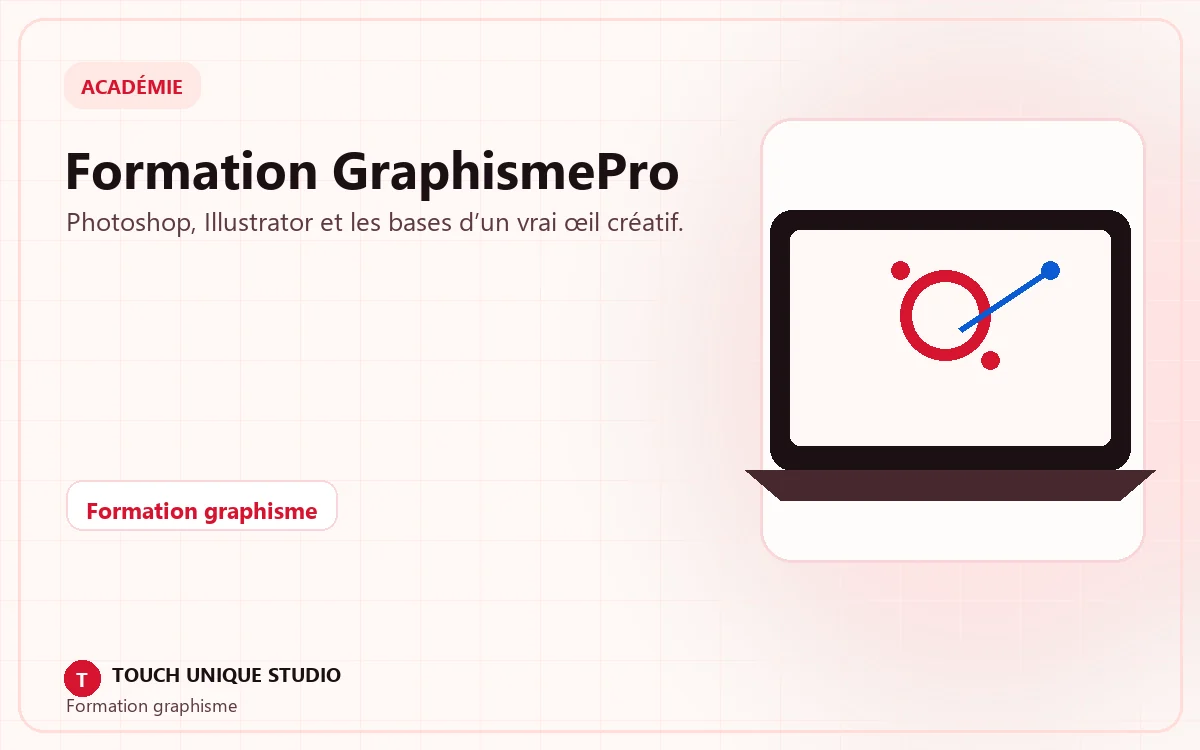 ACADÉMIE
Formation GraphismePro
Photoshop, Illustrator et les bases d’un vrai œil créatif.
Formation graphisme
T TOUCH UNIQUE STUDIO
Formation graphisme